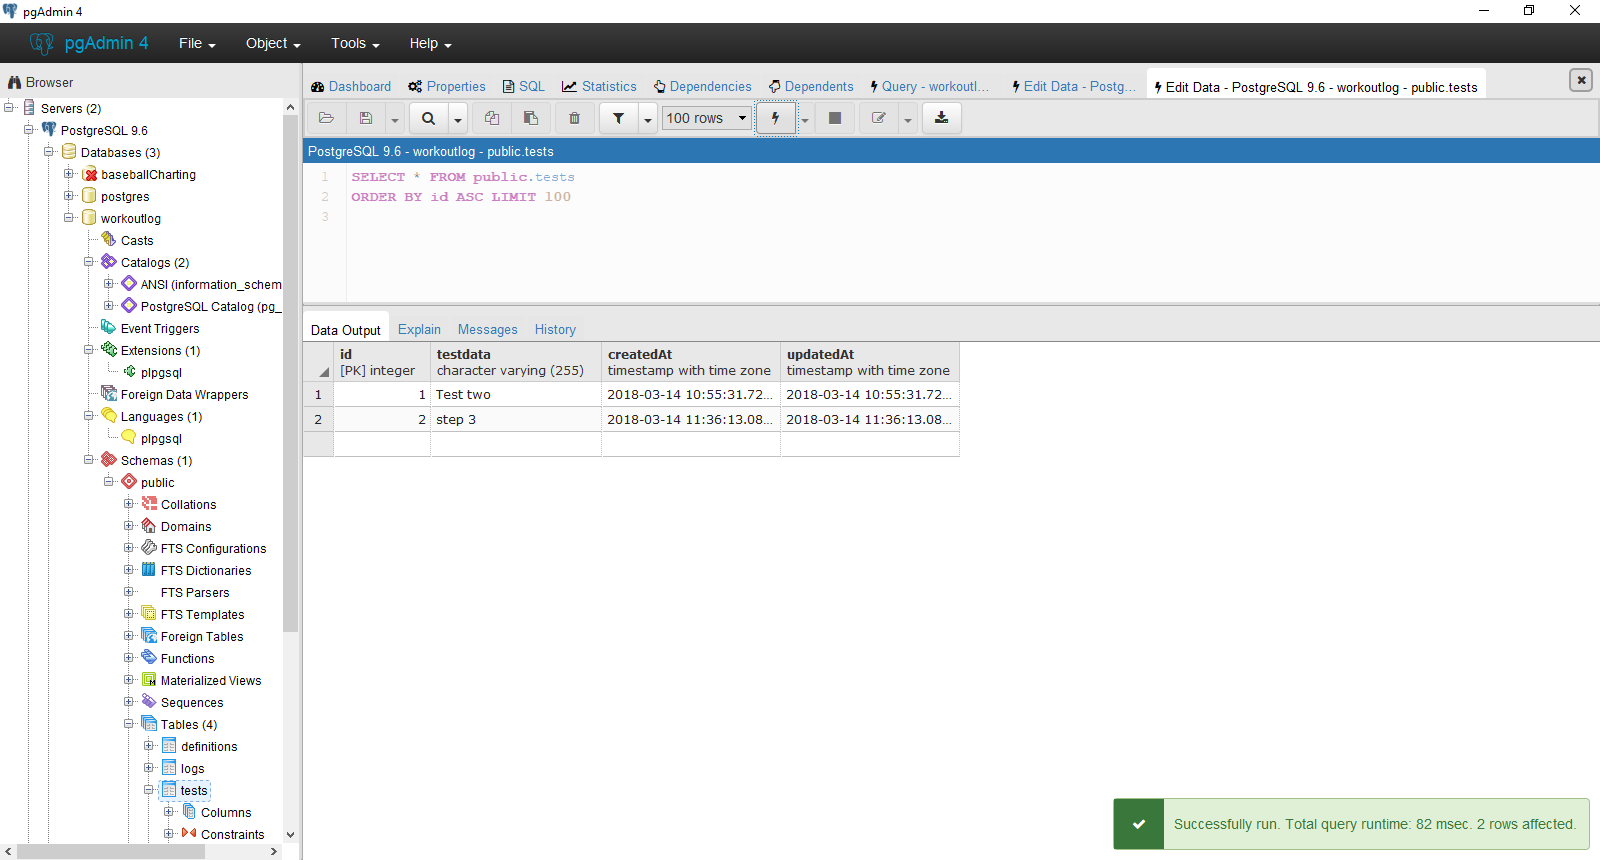 pgAdmin 4
pgAdmin 4 File Object Tools Help
Browser
Servers (2)
PostgreSQL 9.6
Databases (3)
baseballCharting
postgres
workoutlog
Casts
Catalogs (2)
ANSI (information_schem
PostgreSQL Catalog (pg_
Event Triggers
Extensions (1)
plpgsql
Foreign Data Wrappers
Languages (1)
plpgsql
Schemas (1)
public
Collations
Domains
FTS Configurations
FTS Dictionaries
FTS Parsers
FTS Templates
Foreign Tables
Functions
Materialized Views
Sequences
Tables (4)
definitions
logs
tests
Columns
Constraints
Dashboard Properties SQL Statistics Dependencies Dependents Query - workoutl... Edit Data - Postg... Edit Data - PostgreSQL 9.6 - workoutlog - public.tests
100 rows
PostgreSQL 9.6 - workoutlog - public.tests
1 SELECT * FROM public.tests
2 ORDER BY id ASC LIMIT 100
3
Data Output Explain Messages History
id testdata createdAt updatedAt
[PK] integer character varying (255) timestamp with time zone timestamp with time zone
1 1 Test two 2018-03-14 10:55:31.72... 2018-03-14 10:55:31.72...
2 2 step 3 2018-03-14 11:36:13.08... 2018-03-14 11:36:13.08...
Successfully run. Total query runtime: 82 msec. 2 rows affected.